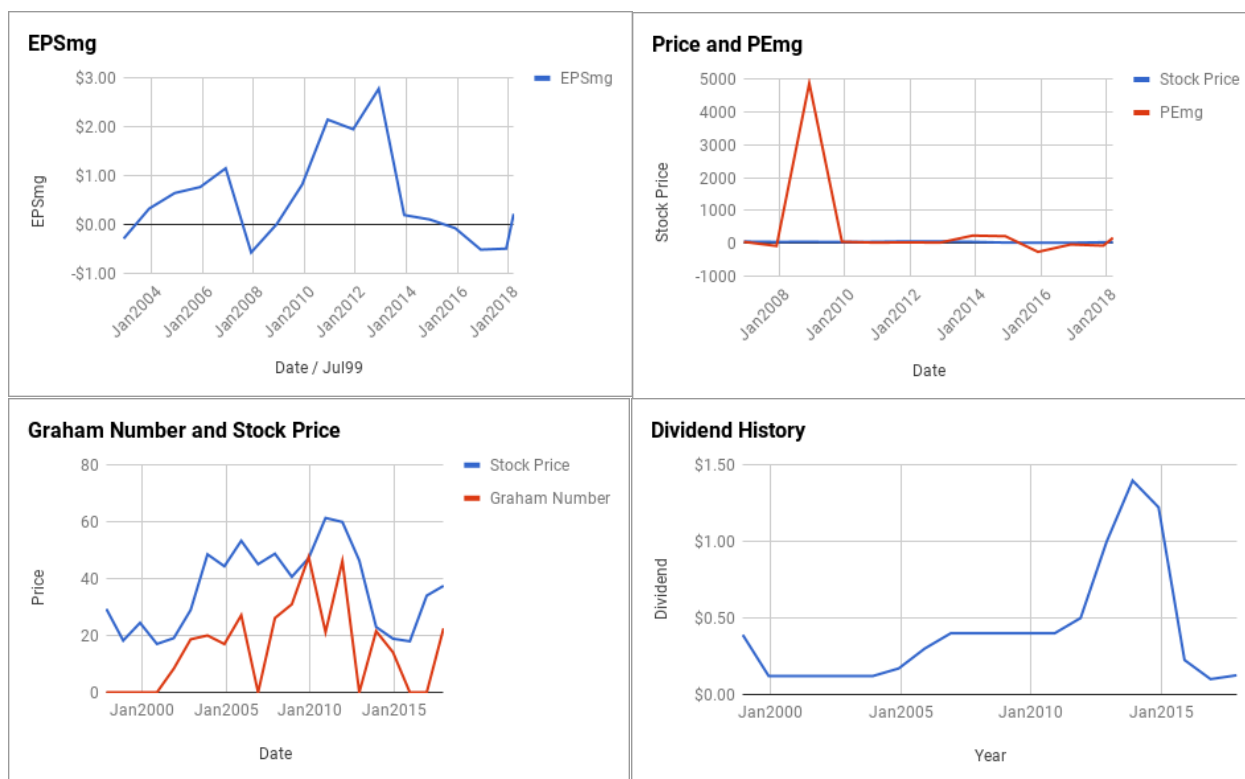 EPSmg
$3.00
$2.00
$1.00
$0.00
-$1.00
EPSmg
EPSmg
Jan2004
Jan2006
Jan2008
Jan2010
Jan2012
Jan2014
Jan2016
Jan2018
Date / Jul99
Price and PEmg
5000
4000
3000
2000
1000
0
-1000
Stock Price
Stock Price
PEmg
Jan2008
Jan2010
Jan2012
Jan2014
Jan2016
Jan2018
Date
Graham Number and Stock Price
80
60
40
20
0
Price
Stock Price
Graham Number
Jan2000
Jan2005
Jan2010
Jan2015
Date
Dividend History
$1.50
$1.00
$0.50
$0.00
Dividend
Jan2000
Jan2005
Jan2010
Jan2015
Year